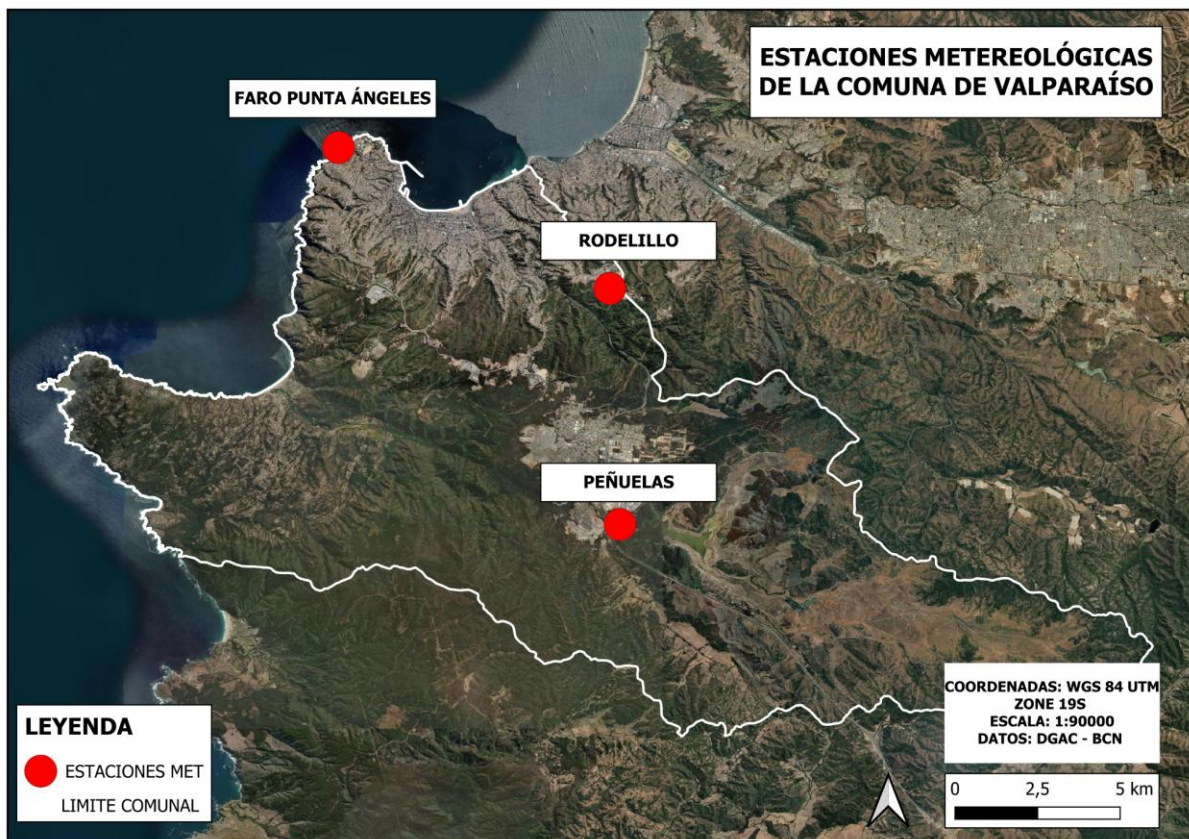 ESTACIONES METEREOLÓGICAS
DE LA COMUNA DE VALPARAÍSO
FARO PUNTA ÁNGELES
RODELILLO
PEÑUELAS
COORDENADAS: WGS 84 UTM
ZONE 19S
ESCALA: 1:90000
DATOS: DGAC - BCN
LEYENDA
ESTACIONES MET
LIMITE COMUNAL
0 2,5 5 km